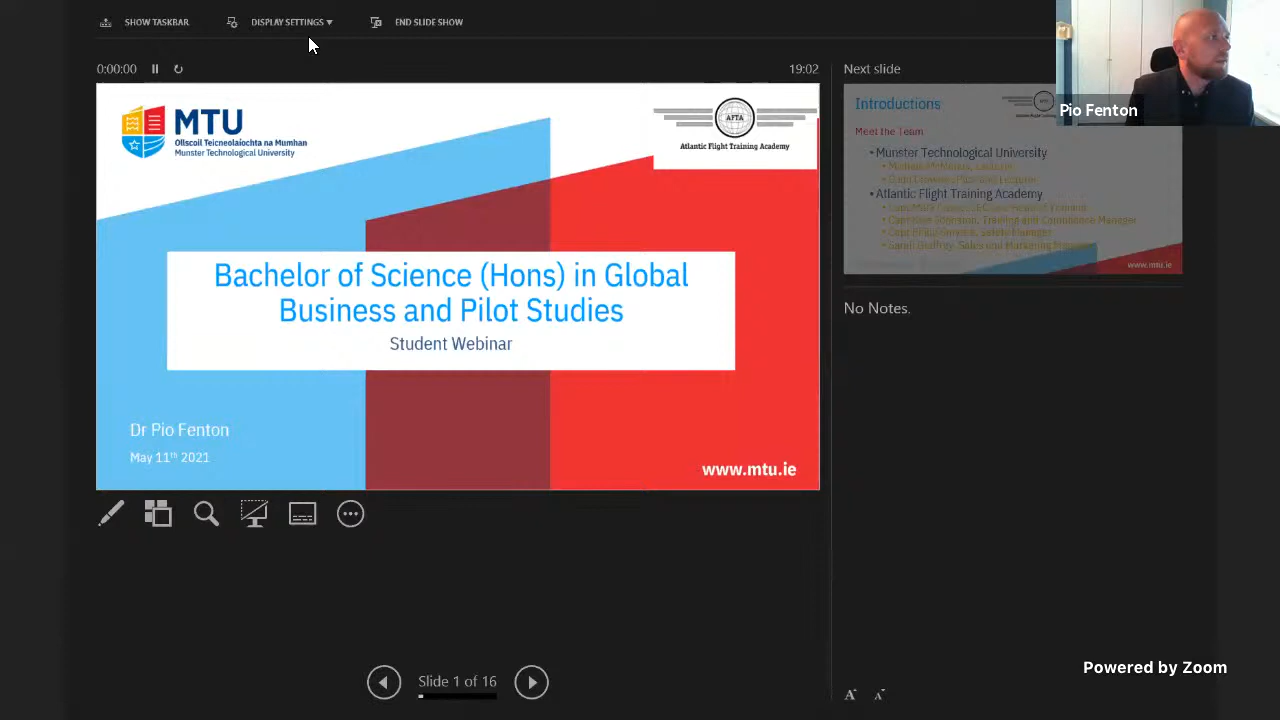 SHOW TASKBAR
DISPLAY SETTINGS
END SLIDE SHOW
0:00:00
19:02
Next slide
MTU
Ollscoil Teicneolaíochta na Mumhan
Munster Technological University
AFTA
Atlantic Flight Training Academy
Bachelor of Science (Hons) in Global
Business and Pilot Studies
Student Webinar
Dr Pio Fenton
May 11th 2021
www.mtu.ie
Introductions
Meet the Team
• Munster Technological University
• Atlantic Flight Training Academy
www.mtu.ie
Pio Fenton
No Notes.
Slide 1 of 16
A A
Powered by Zoom